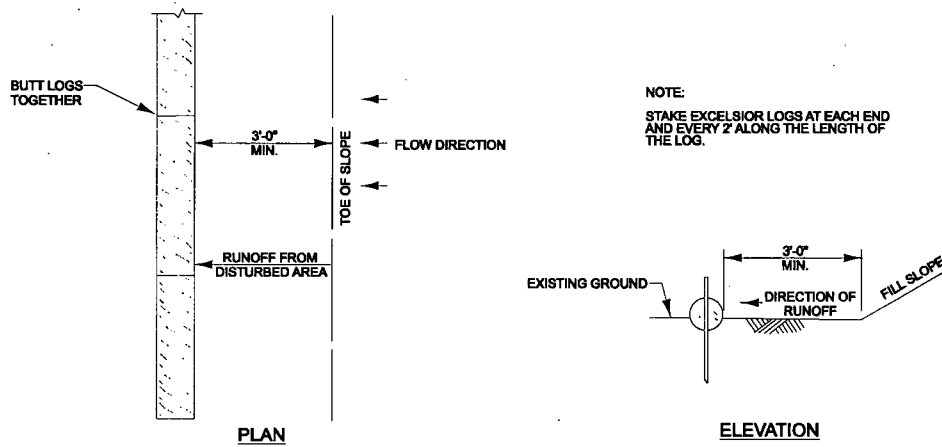 BUTT LOGS
TOGETHER
3'-0"
MIN.
FLOW DIRECTION
TOE OF SLOPE
RUNOFF FROM
DISTURBED AREA
PLAN
NOTE:
STAKE EXCELSIOR LOGS AT EACH END
AND EVERY 2' ALONG THE LENGTH OF
THE LOG.
3'-0"
MIN.
EXISTING GROUND
DIRECTION OF
RUNOFF
FILL SLOPE
ELEVATION